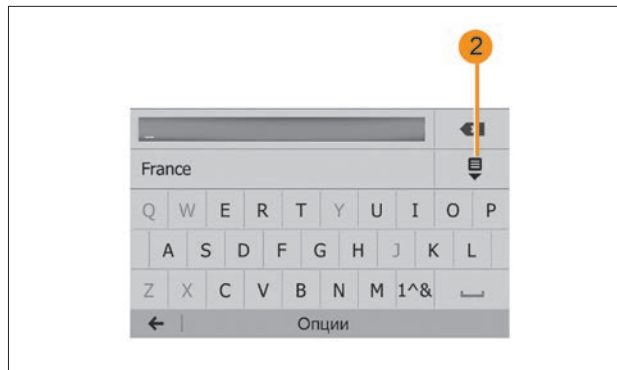 2
_
France
Q W E R T Y U I O P
A S D F G H J K L
Z X C V B N M 1^&
Опции